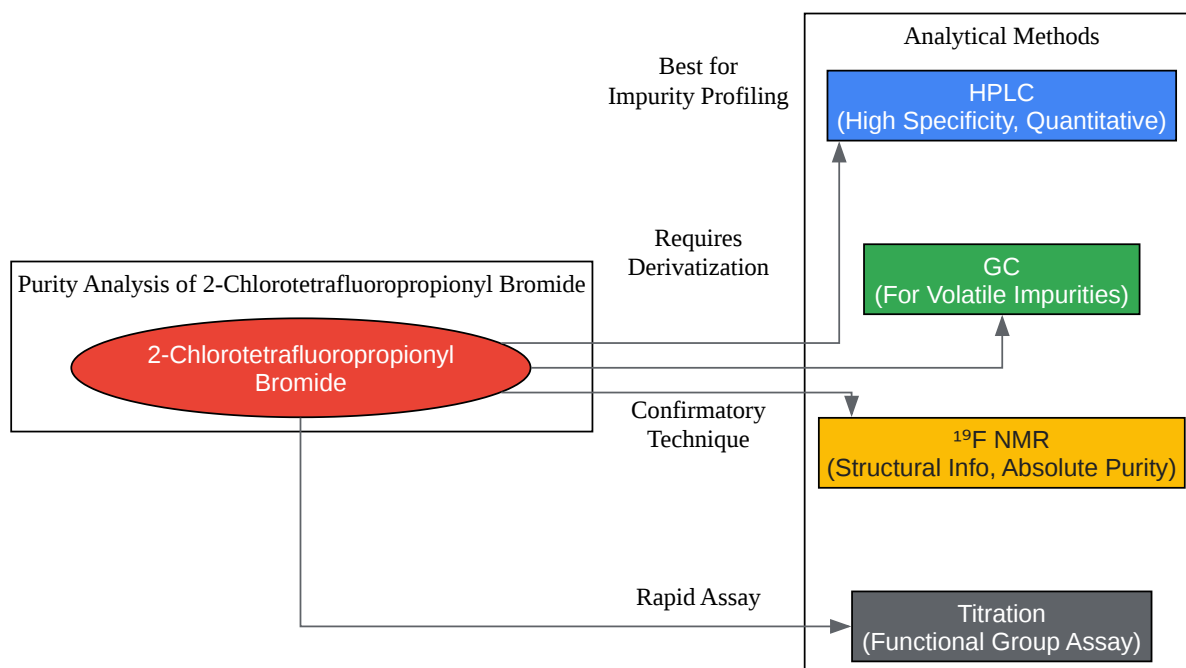 Analytical Methods
Best for
Impurity Profiling
HPLC
(High Specificity, Quantitative)
Requires
Derivatization
GC
(For Volatile Impurities)
Purity Analysis of 2-Chlorotetrafluoropropionyl Bromide
2-Chlorotetrafluoropropionyl
Bromide
Confirmatory
Technique
¹⁹F NMR
(Structural Info, Absolute Purity)
Rapid Assay
Titration
(Functional Group Assay)